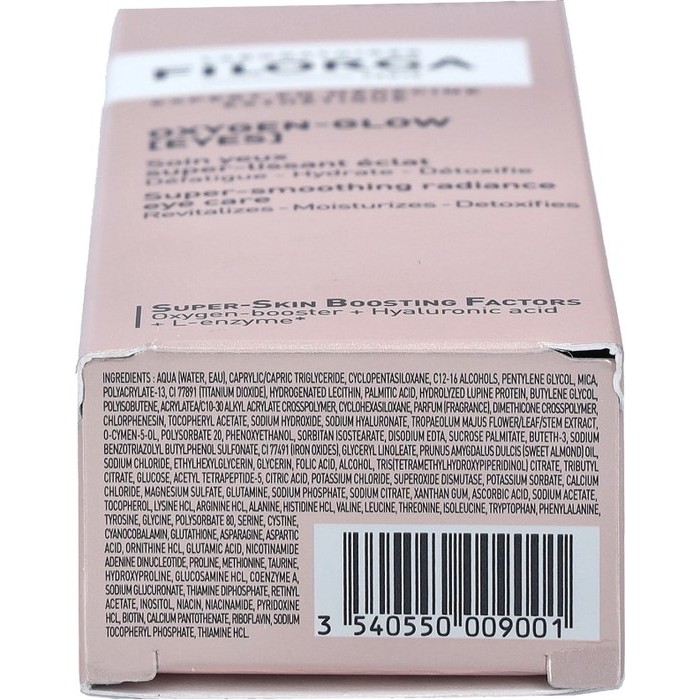 FILORGA
OXYGEN-GLOW
[EYES]
Soin yeux
super-lissant éclat
Défatigue - Hydrate - Détoxifie
Super-smoothing radiance
eye care
Revitalizes - Moisturizes - Detoxifies
SUPER-SKIN BOOSTING FACTORS
Oxygen-booster + Hyaluronic acid
+ L-enzyme*
INGREDIENTS : AQUA (WATER, EAU), CAPRYLIC/CAPRIC TRIGLYCERIDE, CYCLOPENTASILOXANE, C12-16 ALCOHOLS, PENTYLENE GLYCOL, MICA,
POLYACRYLATE-13, CI 77891 (TITANIUM DIOXIDE), HYDROGENATED LECITHIN, PALMITIC ACID, HYDROLYZED LUPINE PROTEIN, BUTYLENE GLYCOL,
POLYISOBUTENE, ACRYLATEA/C10-30 ALKYL ACRYLATE CROSSPOLYMER, CYCLOHEXASILOXANE, PARFUM (FRAGRANCE), DIMETHICONE CROSSPOLYMER,
CHLORPHENESIN, TOCOPHERYL ACETATE, SODIUM HYDROXIDE, SODIUM HYALURONATE, TROPAEOLUM MAJUS FLOWER/LEAF/STEM EXTRACT,
O-CYMEN-5-OL, POLYSORBATE 20, PHENOXYETHANOL, SORBITAN ISOSTEARATE, DISODIUM EDTA, SUCROSE PALMITATE, BUTETH-3, SODIUM
BENZOTRIAZOLYL BUTYLPHENOL SULFONATE, CI 77491 (IRON OXIDES), GLYCERYL LINOLEATE, PRUNUS AMYGDALUS DULCIS (SWEET ALMOND) OIL,
SODIUM CHLORIDE, ETHYLHEXYLGLYCERIN, GLYCERIN, FOLIC ACID, ALCOHOL, TRIS(TETRAMETHYLHYDROXYPIPERIDINOL) CITRATE, TRIBUTYL
CITRATE, GLUCOSE, ACETYL TETRAPEPTIDE-5, CITRIC ACID, POTASSIUM CHLORIDE, SUPEROXIDE DISMUTASE, POTASSIUM SORBATE, CALCIUM
CHLORIDE, MAGNESIUM SULFATE, GLUTAMINE, SODIUM PHOSPHATE, SODIUM CITRATE, XANTHAN GUM, ASCORBIC ACID, SODIUM ACETATE,
TOCOPHEROL, LYSINE HCL, ARGININE HCL, ALANINE, HISTIDINE HCL, VALINE, LEUCINE, THREONINE, ISOLEUCINE, TRYPTOPHAN, PHENYLALANINE,
TYROSINE, GLYCINE, POLYSORBATE 80, SERINE, CYSTINE,
CYANOCOBALAMIN, GLUTATHIONE, ASPARAGINE, ASPARTIC
ACID, ORNITHINE HCL, GLUTAMIC ACID, NICOTINAMIDE
ADENINE DINUCLEOTIDE, PROLINE, METHIONINE, TAURINE,
HYDROXYPROLINE, GLUCOSAMINE HCL, COENZYME A,
SODIUM GLUCURONATE, THIAMINE DIPHOSPHATE, RETINYL
ACETATE, INOSITOL, NIACIN, NIACINAMIDE, PYRIDOXINE
HCL, BIOTIN, CALCIUM PANTOTHENATE, RIBOFLAVIN, SODIUM
TOCOPHERYL PHOSPHATE, THIAMINE HCL.
3 540550 009001